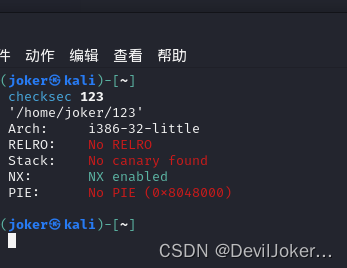 件 动作 编辑 查看 帮助
(joker㉿kali)-[~]
checksec 123
'/home/joker/123'
Arch: i386-32-little
RELRO: No RELRO
Stack: No canary found
NX: NX enabled
PIE: No PIE (0×8048000)
(joker㉿kali)-[~]
CSDN @DevilJoker...